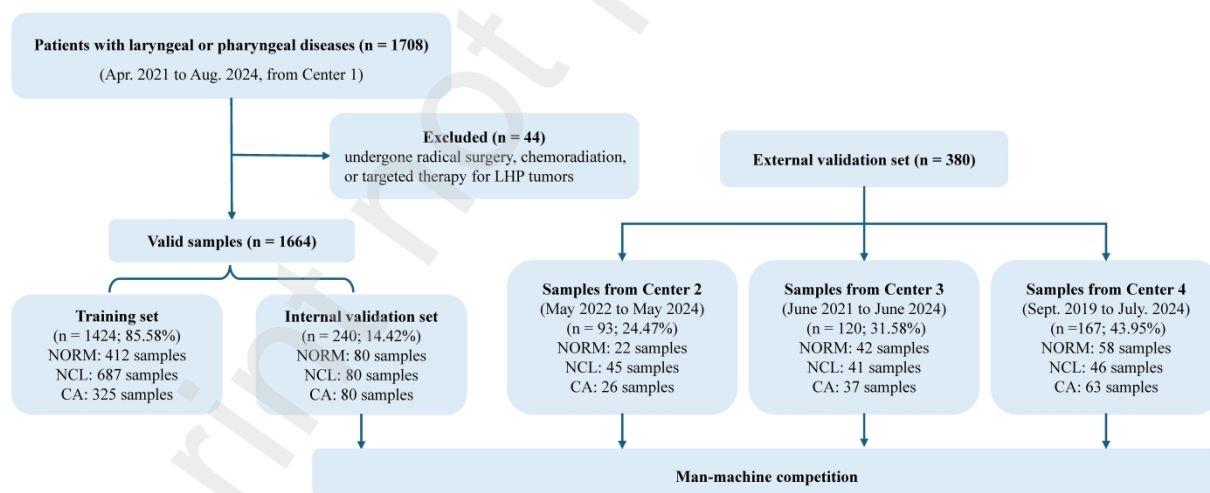 Patients with laryngeal or pharyngeal diseases (n = 1708)
(Apr. 2021 to Aug. 2024, from Center 1)
Excluded (n = 44)
undergone radical surgery, chemoradiation,
or targeted therapy for LHP tumors
External validation set (n = 380)
Valid samples (n = 1664)
Training set
(n = 1424; 85.58%)
NORM: 412 samples
NCL: 687 samples
CA: 325 samples
Internal validation set
(n = 240; 14.42%)
NORM: 80 samples
NCL: 80 samples
CA: 80 samples
Samples from Center 2
(May 2022 to May 2024)
(n = 93; 24.47%)
NORM: 22 samples
NCL: 45 samples
CA: 26 samples
Samples from Center 3
(June 2021 to June 2024)
(n = 120; 31.58%)
NORM: 42 samples
NCL: 41 samples
CA: 37 samples
Samples from Center 4
(Sept. 2019 to July. 2024)
(n =167; 43.95%)
NORM: 58 samples
NCL: 46 samples
CA: 63 samples
Man-machine competition
rint not r